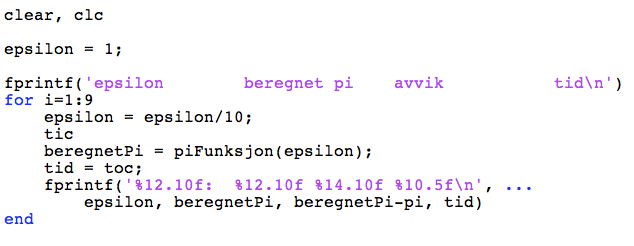 clear, clc
epsilon = 1;
fprintf('epsilon        beregnet pi    avvik           tid\n')
for i=1:9
    epsilon = epsilon/10;
    tic
    beregnetPi = piFunksjon(epsilon);
    tid = toc;
    fprintf('%12.10f:  %12.10f %14.10f %10.5f\n', ...
        epsilon, beregnetPi, beregnetPi-pi, tid)
end